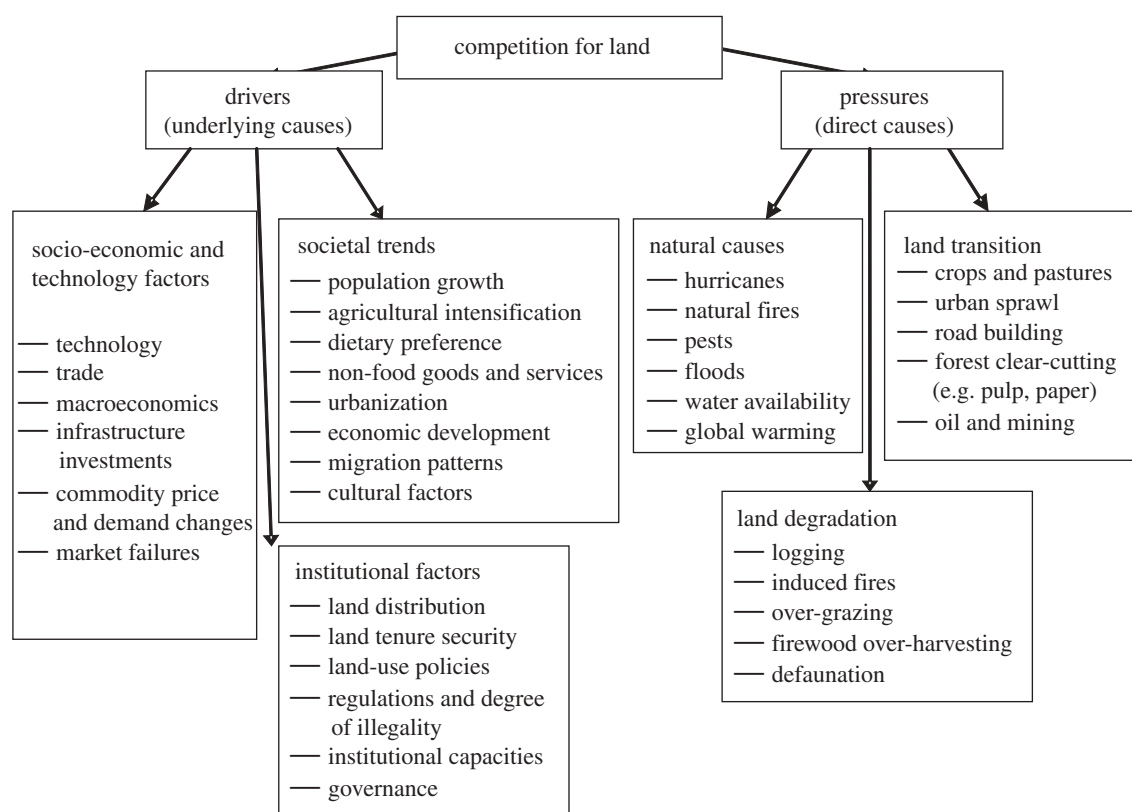 competition for land
drivers
(underlying causes)
pressures
(direct causes)
socio-economic and
technology factors
— technology
— trade
— macroeconomics
— infrastructure
investments
— commodity price
and demand changes
— market failures
societal trends
— population growth
— agricultural intensification
— dietary preference
— non-food goods and services
— urbanization
— economic development
— migration patterns
— cultural factors
institutional factors
— land distribution
— land tenure security
— land-use policies
— regulations and degree
of illegality
— institutional capacities
— governance
natural causes
— hurricanes
— natural fires
— pests
— floods
— water availability
— global warming
land transition
— crops and pastures
— urban sprawl
— road building
— forest clear-cutting
(e.g. pulp, paper)
— oil and mining
land degradation
— logging
— induced fires
— over-grazing
— firewood over-harvesting
— defaunation